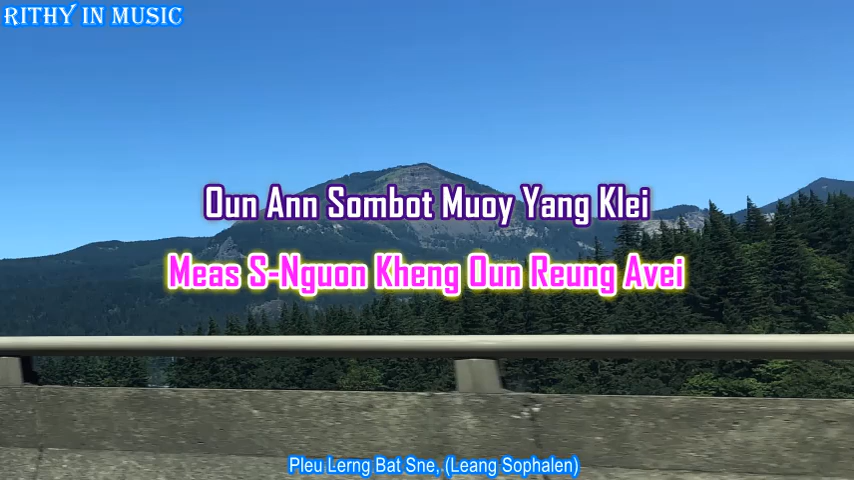 RITHY IN MUSIC
Oun Ann Sombot Muoy Yang Klei
Meas S-Nguon Kheng Oun Reung Avei
Pleu Lerng Bat Sne, (Leang Sophalen)